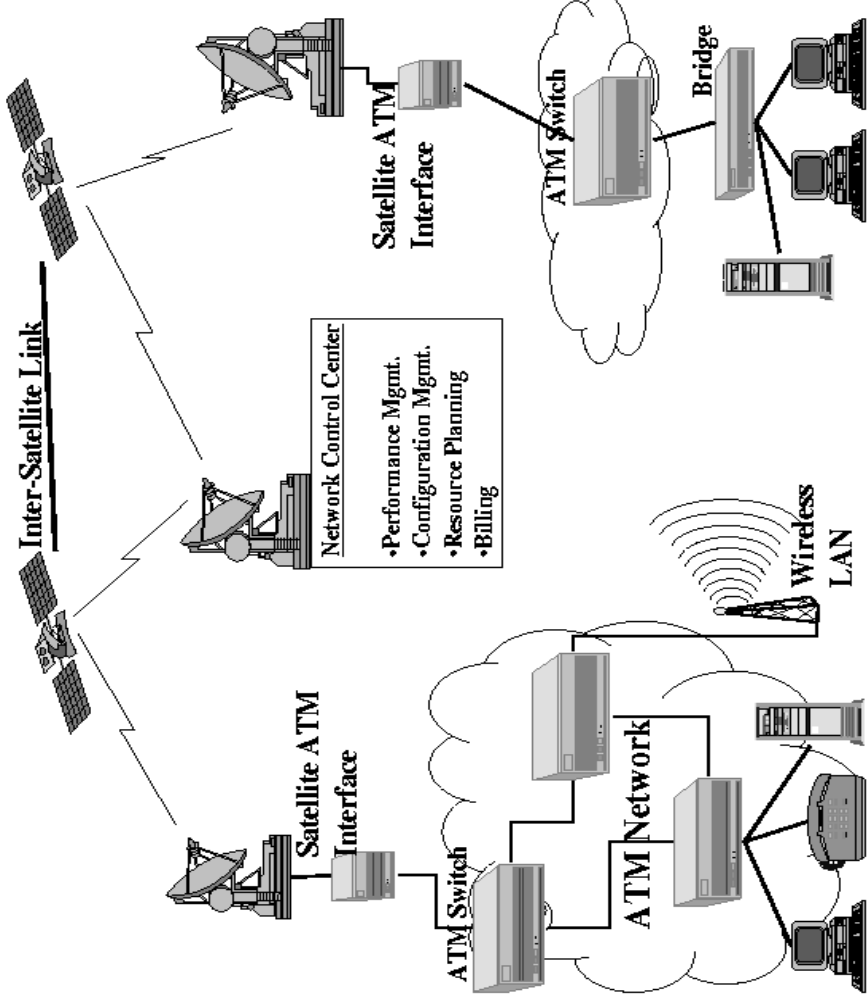 Inter-Satellite Link
Satellite ATM
Interface
Network Control Center
•Performance Mgmt.
•Configuration Mgmt.
•Resource Planning
•Billing
Satellite ATM
Interface
ATM Switch
ATM Network
Wireless
LAN
ATM Switch
Bridge